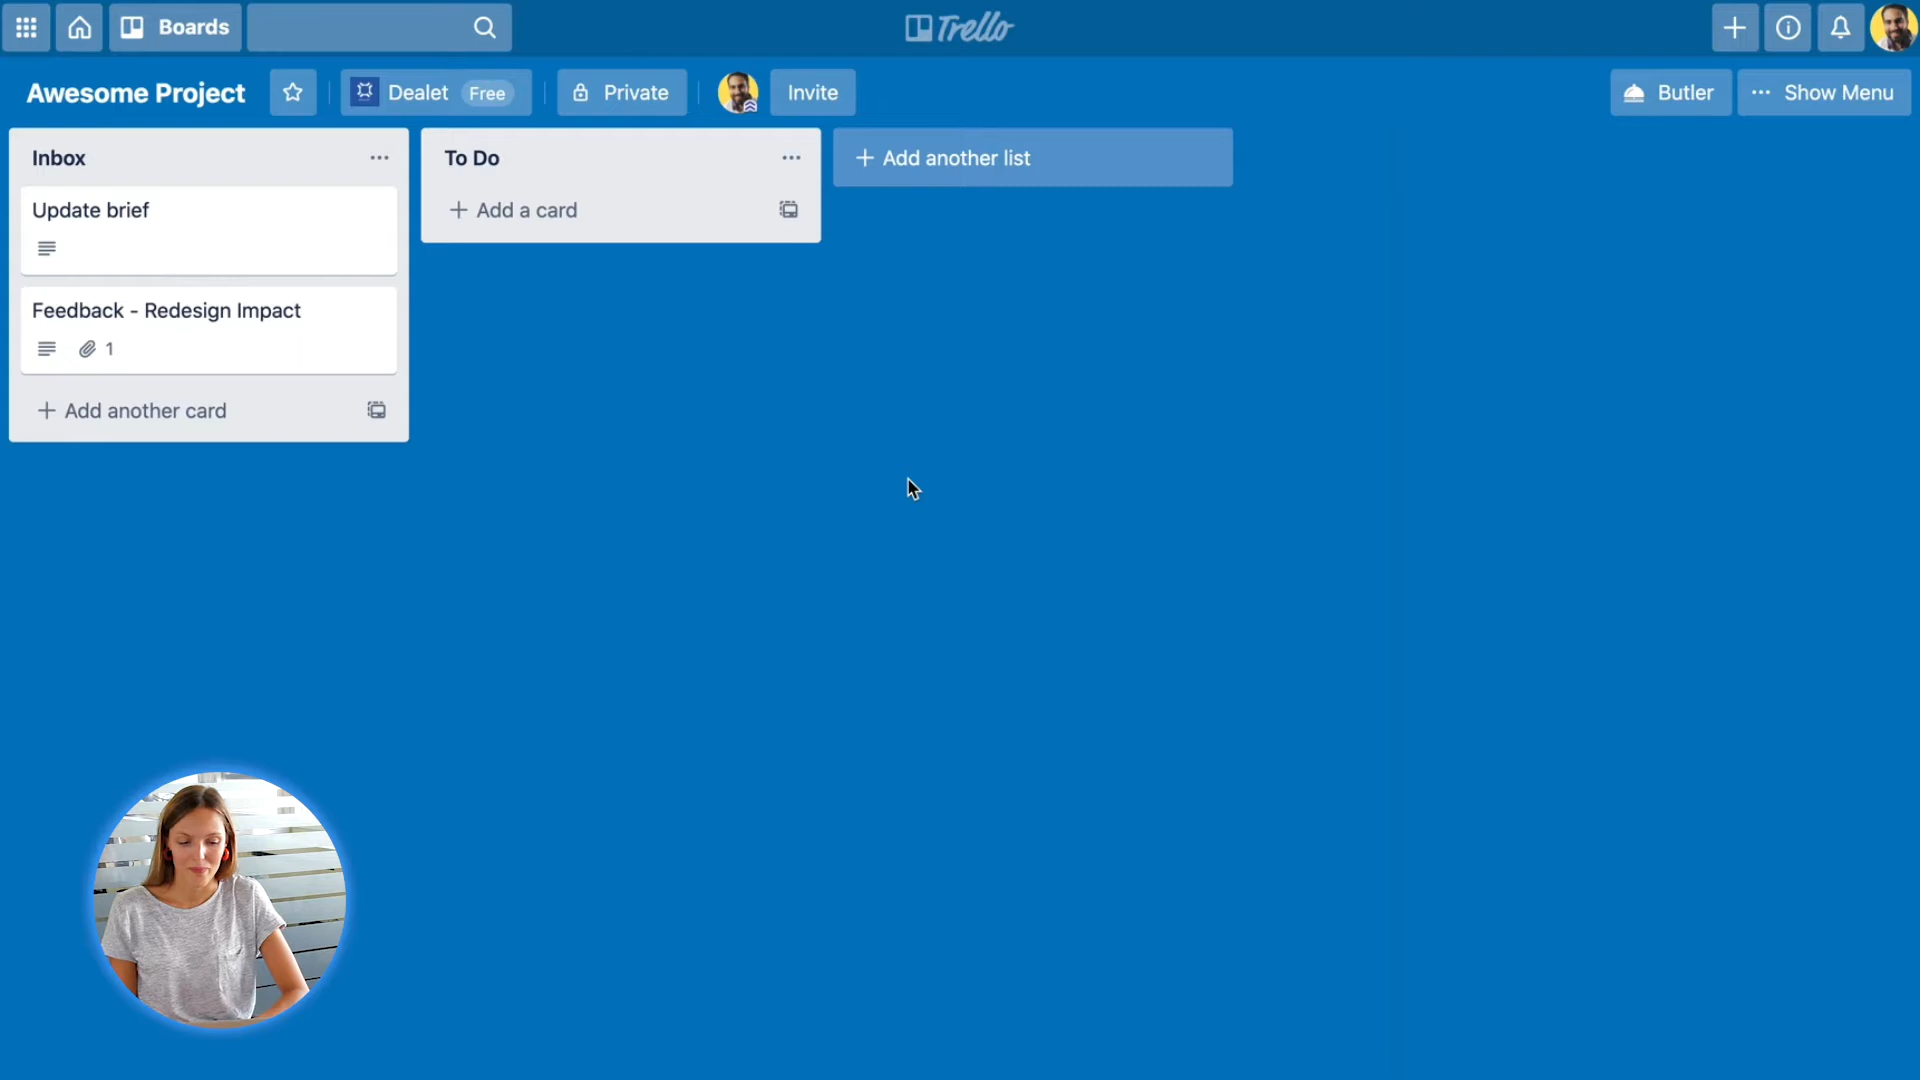 Boards
Trello
Awesome Project
Dealet Free
Private
Invite
Butler
Show Menu
Inbox
Update brief
Feedback - Redesign Impact
1
Add another card
To Do
Add a card
Add another list